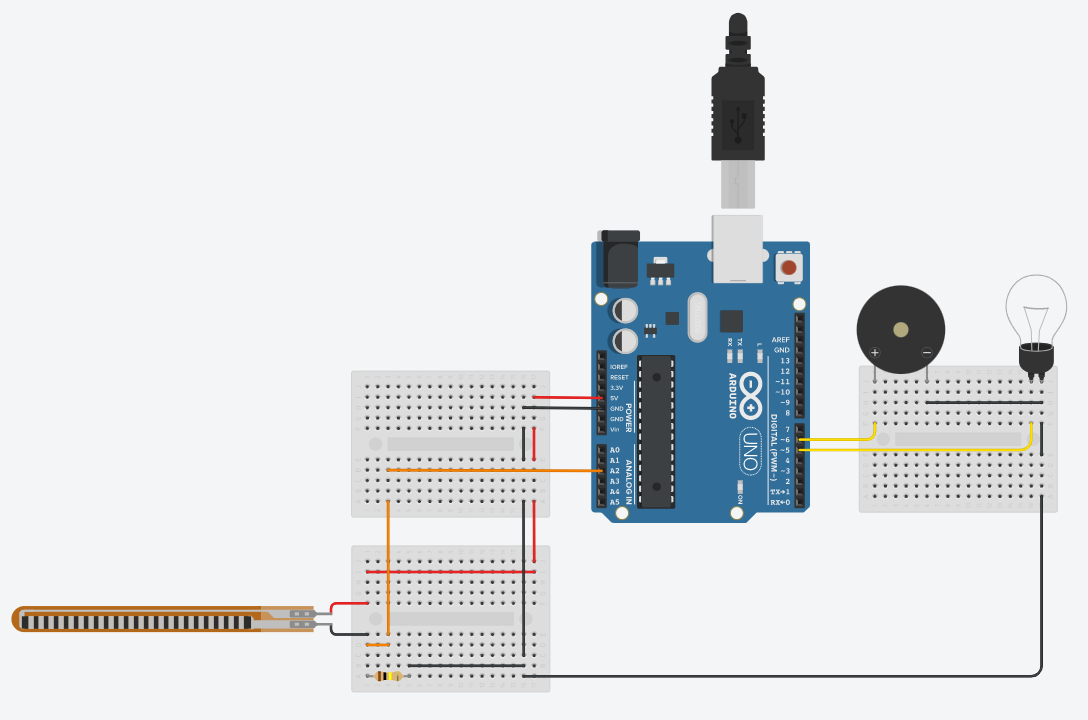 IOREF
RESET
3.3V
5V
GND
GND
Vin
POWER
A0
A1
A2
A3
A4
A5
ANALOG IN
RX
TX
L
ARDUINO
UNO
ON
AREF
GND
13
12
~11
~10
~9
8
7
~6
~5
4
~3
2
TX→1
RX←0
DIGITAL (PWM~)